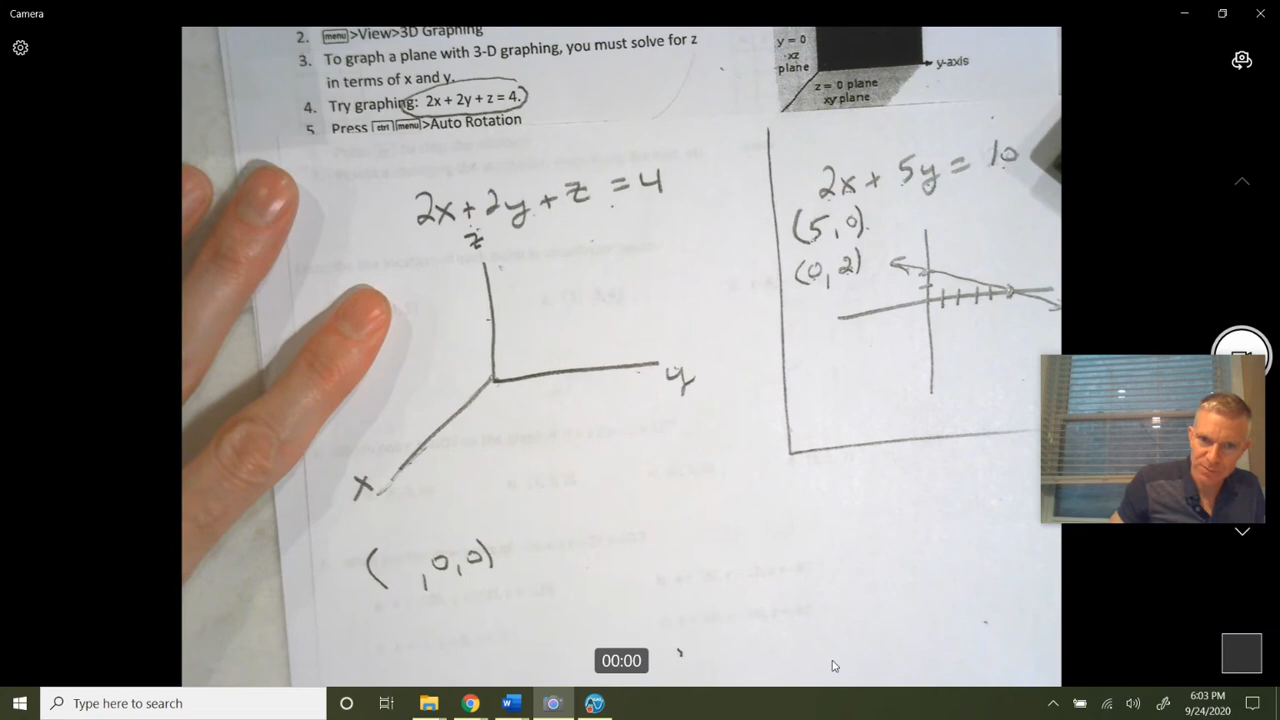 Camera
2. menu >View>3D Graphing
3. To graph a plane with 3-D graphing, you must solve for z
in terms of x and y.
4. Try graphing: 2x + 2y + z = 4.
5. Press ctrl menu >Auto Rotation
y = 0
xz
plane
y-axis
z = 0 plane
xy plane
2x + 2y + z = 4
z
y
x
( ,0,0)
2x + 5y = 10
(5,0)
(0,2)
00:00
Type here to search
W
6:03 PM
9/24/2020